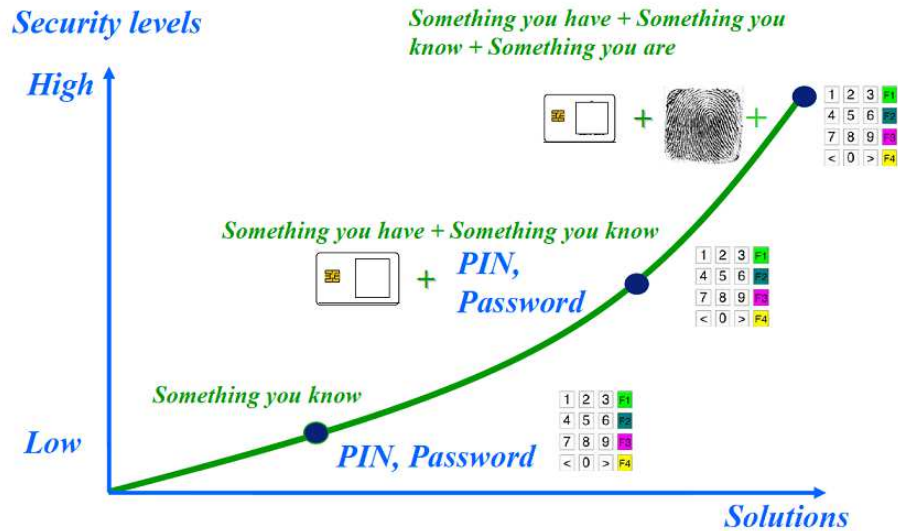 Security levels
Something you have + Something you
know + Something you are
High
+ +
1 2 3 F1
4 5 6 F2
7 8 9 F3
< 0 > F4
Something you have + Something you know
+ PIN,
Password
1 2 3 F1
4 5 6 F2
7 8 9 F3
< 0 > F4
Something you know
1 2 3 F1
4 5 6 F2
7 8 9 F3
< 0 > F4
Low
PIN, Password
Solutions